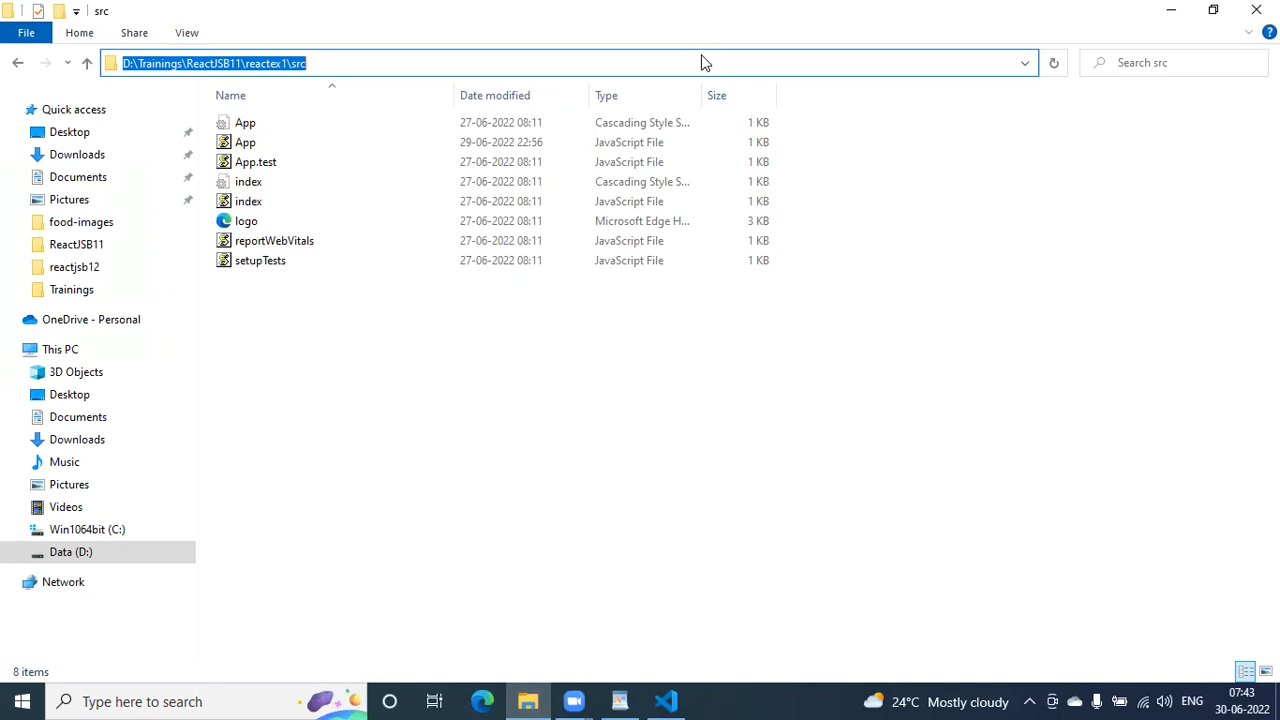 src
File Home Share View
D:\Trainings\ReactJSB11\reactex1\src
Search src
Name Date modified Type Size
App 27-06-2022 08:11 Cascading Style S... 1 KB
App 29-06-2022 22:56 JavaScript File 1 KB
App.test 27-06-2022 08:11 JavaScript File 1 KB
index 27-06-2022 08:11 Cascading Style S... 1 KB
index 27-06-2022 08:11 JavaScript File 1 KB
logo 27-06-2022 08:11 Microsoft Edge H... 3 KB
reportWebVitals 27-06-2022 08:11 JavaScript File 1 KB
setupTests 27-06-2022 08:11 JavaScript File 1 KB
Quick access
Desktop
Downloads
Documents
Pictures
food-images
ReactJSB11
reactjsb12
Trainings
OneDrive - Personal
This PC
3D Objects
Desktop
Documents
Downloads
Music
Pictures
Videos
Win1064bit (C:)
Data (D:)
Network
8 items
Type here to search
24°C Mostly cloudy
ENG
07:43
30-06-2022